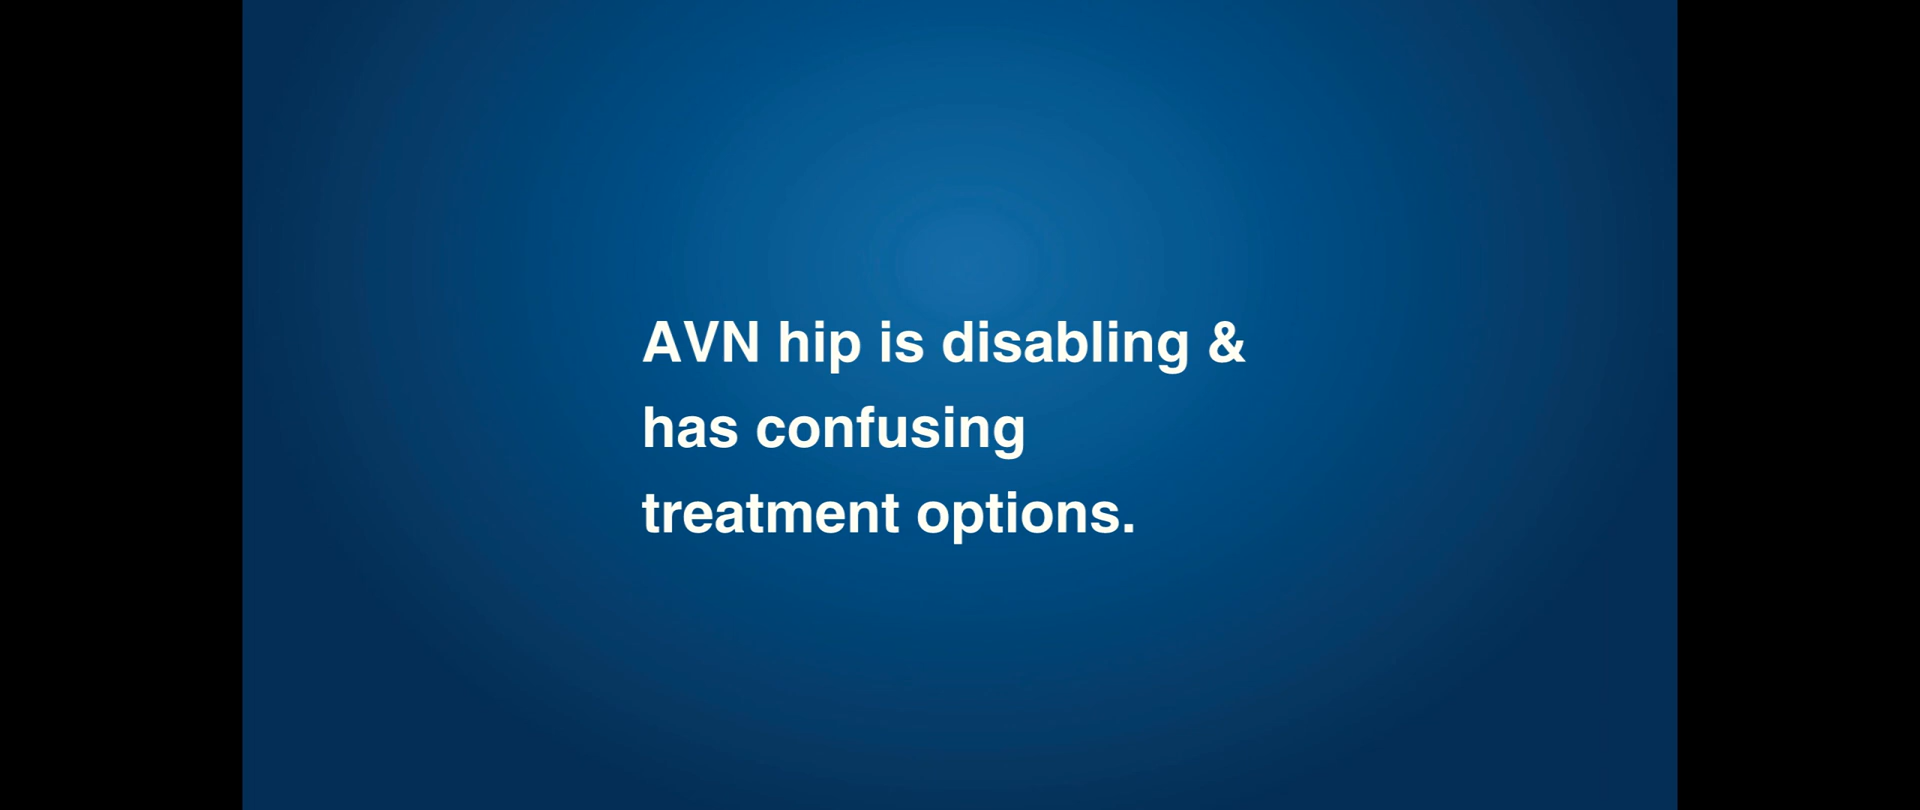 AVN hip is disabling &
has confusing
treatment options.